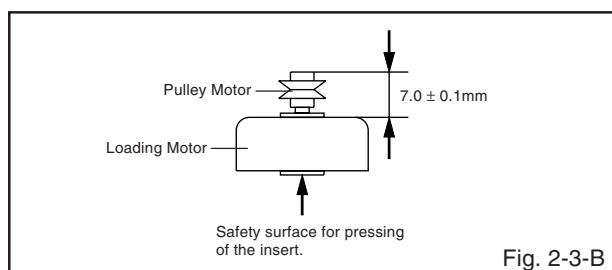 Pulley Motor
7.0 ± 0.1mm
Loading Motor
Safety surface for pressing
of the insert.
Fig. 2-3-B